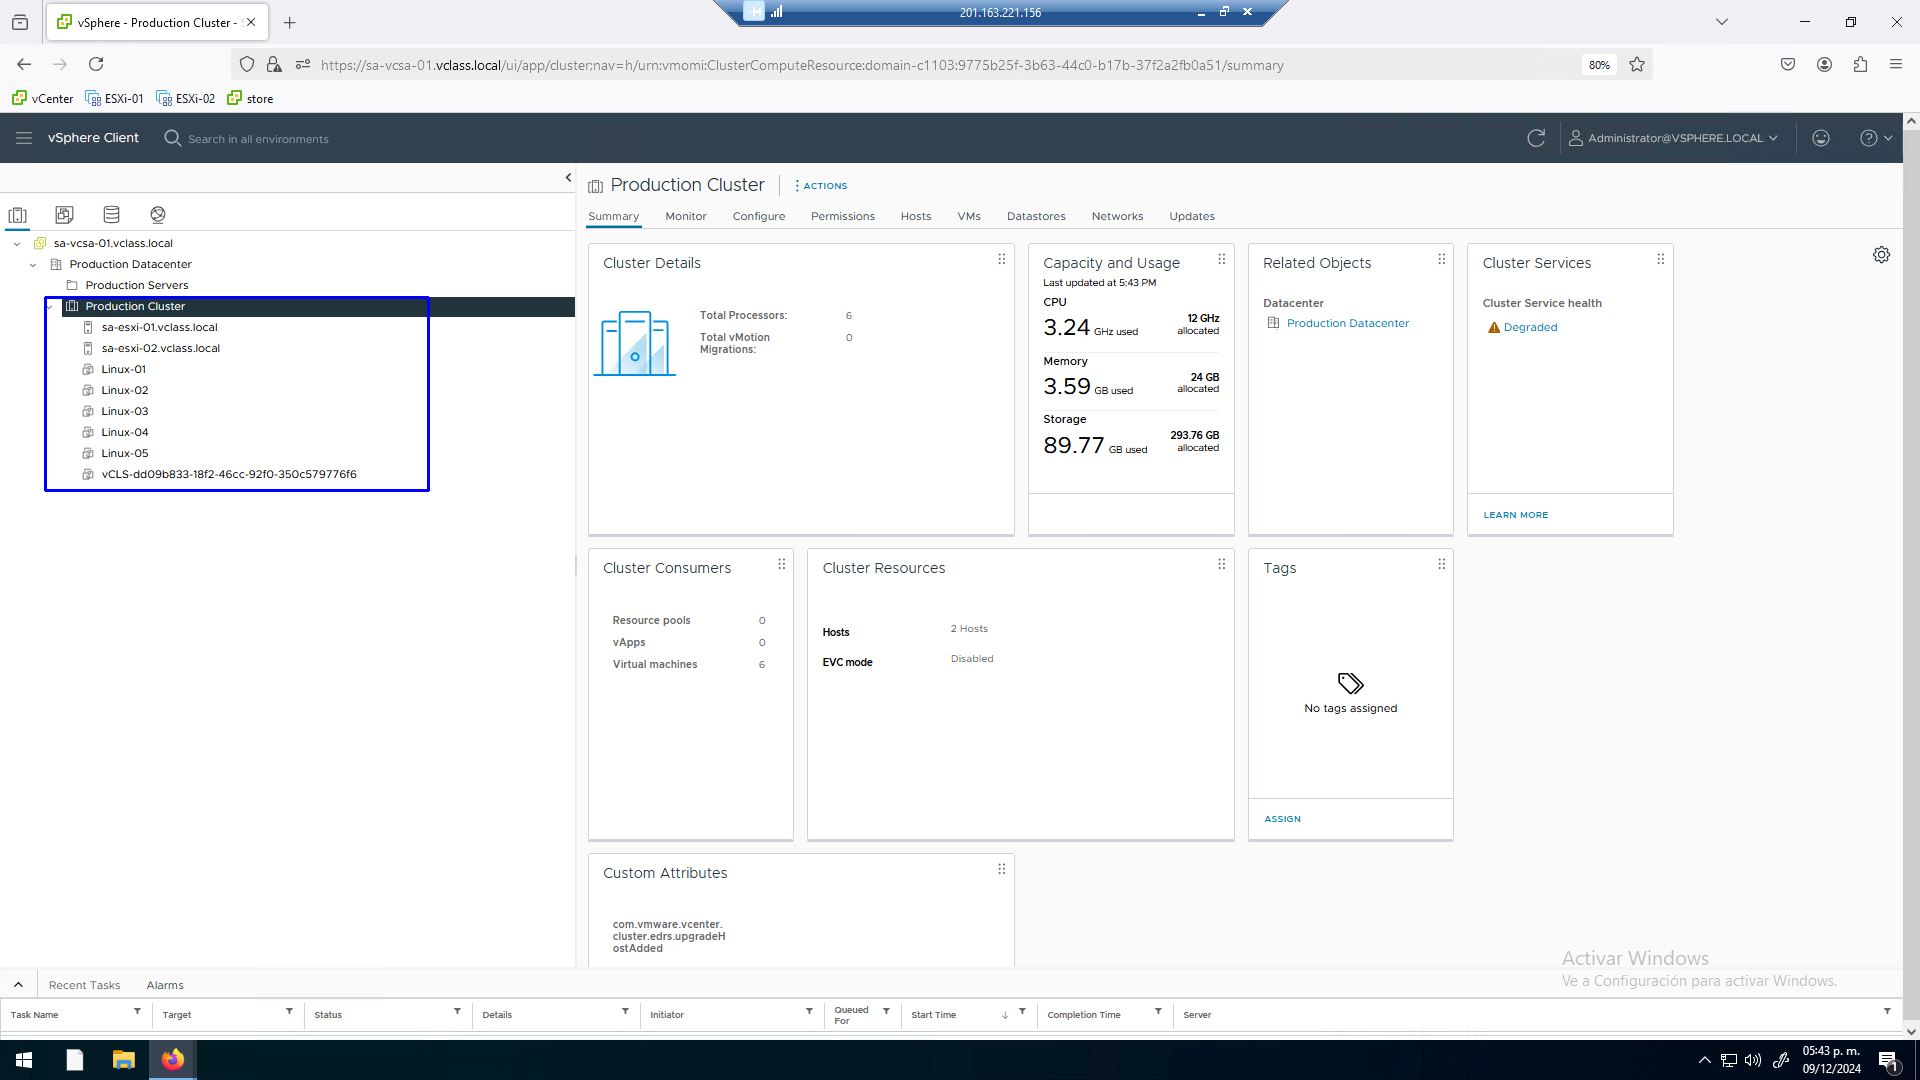 vSphere - Production Cluster -
201.163.221.156
https://sa-vcsa-01.vclass.local/ui/app/cluster;nav=h/urn:vmomi:ClusterComputeResource:domain-c1103:9775b25f-3b63-44c0-b17b-37f2a2fb0a51/summary
80%
vCenter
ESXi-01
ESXi-02
store
vSphere Client
Search in all environments
Administrator@VSPHERE.LOCAL
sa-vcsa-01.vclass.local
Production Datacenter
Production Servers
Production Cluster
sa-esxi-01.vclass.local
sa-esxi-02.vclass.local
Linux-01
Linux-02
Linux-03
Linux-04
Linux-05
vCLS-dd09b833-18f2-46cc-92f0-350c579776f6
Production Cluster
ACTIONS
Summary
Monitor
Configure
Permissions
Hosts
VMs
Datastores
Networks
Updates
Cluster Details
Total Processors: 6
Total vMotion
Migrations: 0
Capacity and Usage
Last updated at 5:43 PM
CPU
3.24 GHz used
12 GHz
allocated
Memory
3.59 GB used
24 GB
allocated
Storage
89.77 GB used
293.76 GB
allocated
Related Objects
Datacenter
Production Datacenter
Cluster Services
Cluster Service health
Degraded
LEARN MORE
Cluster Consumers
Resource pools 0
vApps 0
Virtual machines 6
Cluster Resources
Hosts 2 Hosts
EVC mode Disabled
Tags
No tags assigned
ASSIGN
Custom Attributes
com.vmware.vcenter.
cluster.edrs.upgradeH
ostAdded
Activar Windows
Ve a Configuración para activar Windows.
Recent Tasks
Alarms
Task Name
Target
Status
Details
Initiator
Queued
For
Start Time
Completion Time
Server
05:43 p. m.
09/12/2024
1